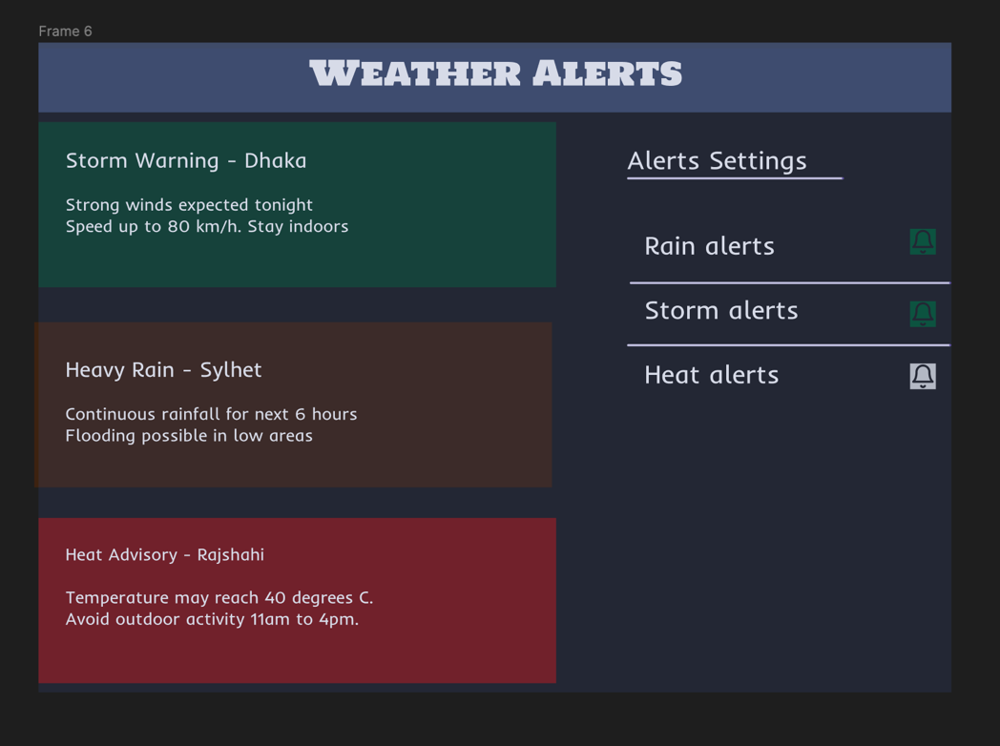 Frame 6
Weather Alerts
Storm Warning - Dhaka
Strong winds expected tonight
Speed up to 80 km/h. Stay indoors
Heavy Rain - Sylhet
Continuous rainfall for next 6 hours
Flooding possible in low areas
Heat Advisory - Rajshahi
Temperature may reach 40 degrees C.
Avoid outdoor activity 11am to 4pm.
Alerts Settings
Rain alerts
Storm alerts
Heat alerts